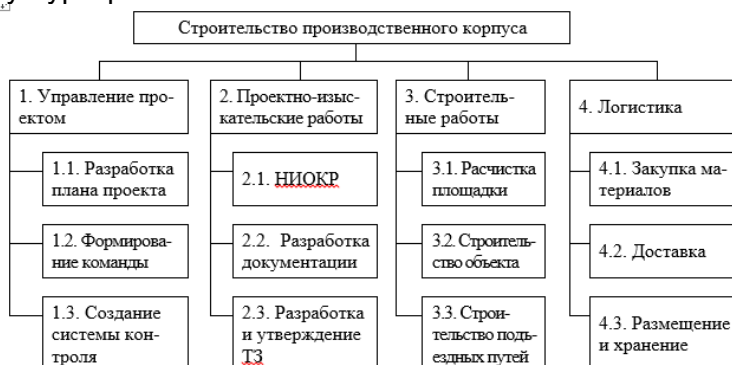 Строительство производственного корпуса
1. Управление про-
ектом
2. Проектно-изыс-
кательские работы
3. Строитель-
ные работы
4. Логистика
1.1. Разработка
плана проекта
2.1. НИОКР
3.1. Расчистка
площадки
4.1. Закупка ма-
териалов
1.2. Формирова-
ние команды
2.2. Разработка
документации
3.2. Строитель-
ство объекта
4.2. Доставка
1.3. Создание
системы кон-
троля
2.3. Разработка
и утверждение
ТЗ
3.3. Строи-
тельство подъ-
ездных путей
4.3. Размещение
и хранение